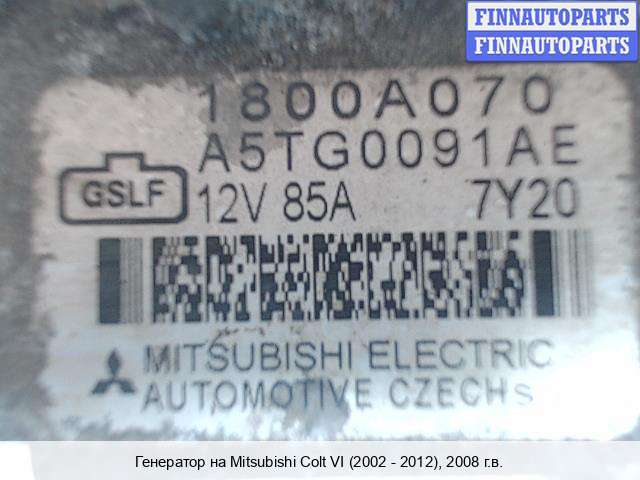 FINNAUTOPARTS
FINNAUTOPARTS
1800A070
A5TG0091AE
GSLF 12V 85A 7Y20
MITSUBISHI ELECTRIC
AUTOMOTIVE CZECH s
Генератор на Mitsubishi Colt VI (2002 - 2012), 2008 г.в.